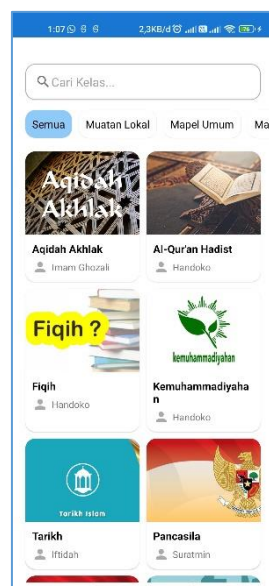 1:07 2,3KB/d
Cari Kelas...
Semua Muatan Lokal Mapel Umum Ma
Aqidah
Akhlak
Aqidah Akhlak Al-Qur'an Hadist
Imam Ghozali Handoko
Fiqih ?
kemuhammadiyahan
Fiqih Kemuhammadiyaha
n
Handoko
Handoko
Tarikh Islam
Tarikh Pancasila
Iftidah Suratmin